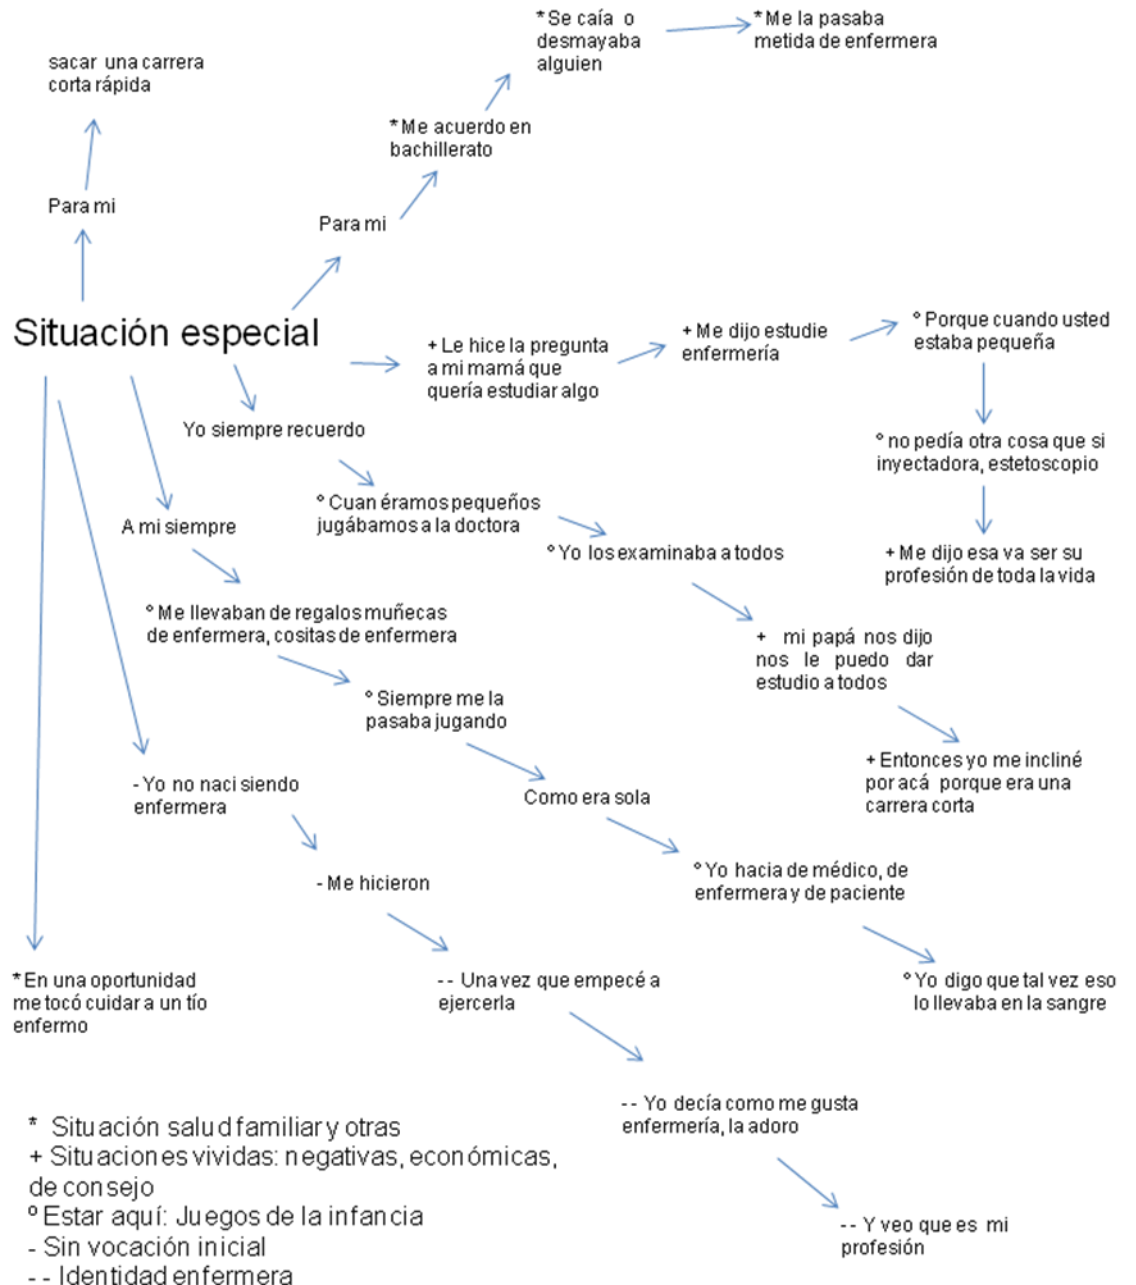 *Se caía o
desmayaba
alguien
*Me la pasaba
metida de enfermera
sacar una carrera
corta rápida
*Me acuerdo en
bachillerato
Para mi
Para mi
Situación especial
+ Le hice la pregunta
a mi mamá que
quería estudiar algo
+ Me dijo estudie
enfermería
º Porque cuando usted
estaba pequeña
Yo siempre recuerdo
º no pedía otra cosa que si
inyectadora, estetoscopio
º Cuan éramos pequeños
jugábamos a la doctora
A mi siempre
º Yo los examinaba a todos
+ Me dijo esa va ser su
profesión de toda la vida
º Me llevaban de regalos muñecas
de enfermera, cositas de enfermera
+ mi papá nos dijo
nos le puedo dar
estudio a todos
º Siempre me la
pasaba jugando
- Yo no naci siendo
enfermera
Como era sola
+ Entonces yo me incliné
por acá porque era una
carrera corta
- Me hicieron
º Yo hacia de médico, de
enfermera y de paciente
*En una oportunidad
me tocó cuidar a un tío
enfermo
- - Una vez que empecé a
ejercerla
º Yo digo que tal vez eso
lo llevaba en la sangre
- - Yo decía como me gusta
enfermería, la adoro
- - Y veo que es mi
profesión
* Situación salud familiar y otras
+ Situaciones vividas: negativas, económicas,
de consejo
º Estar aquí: Juegos de la infancia
- Sin vocación inicial
- - Identidad enfermera